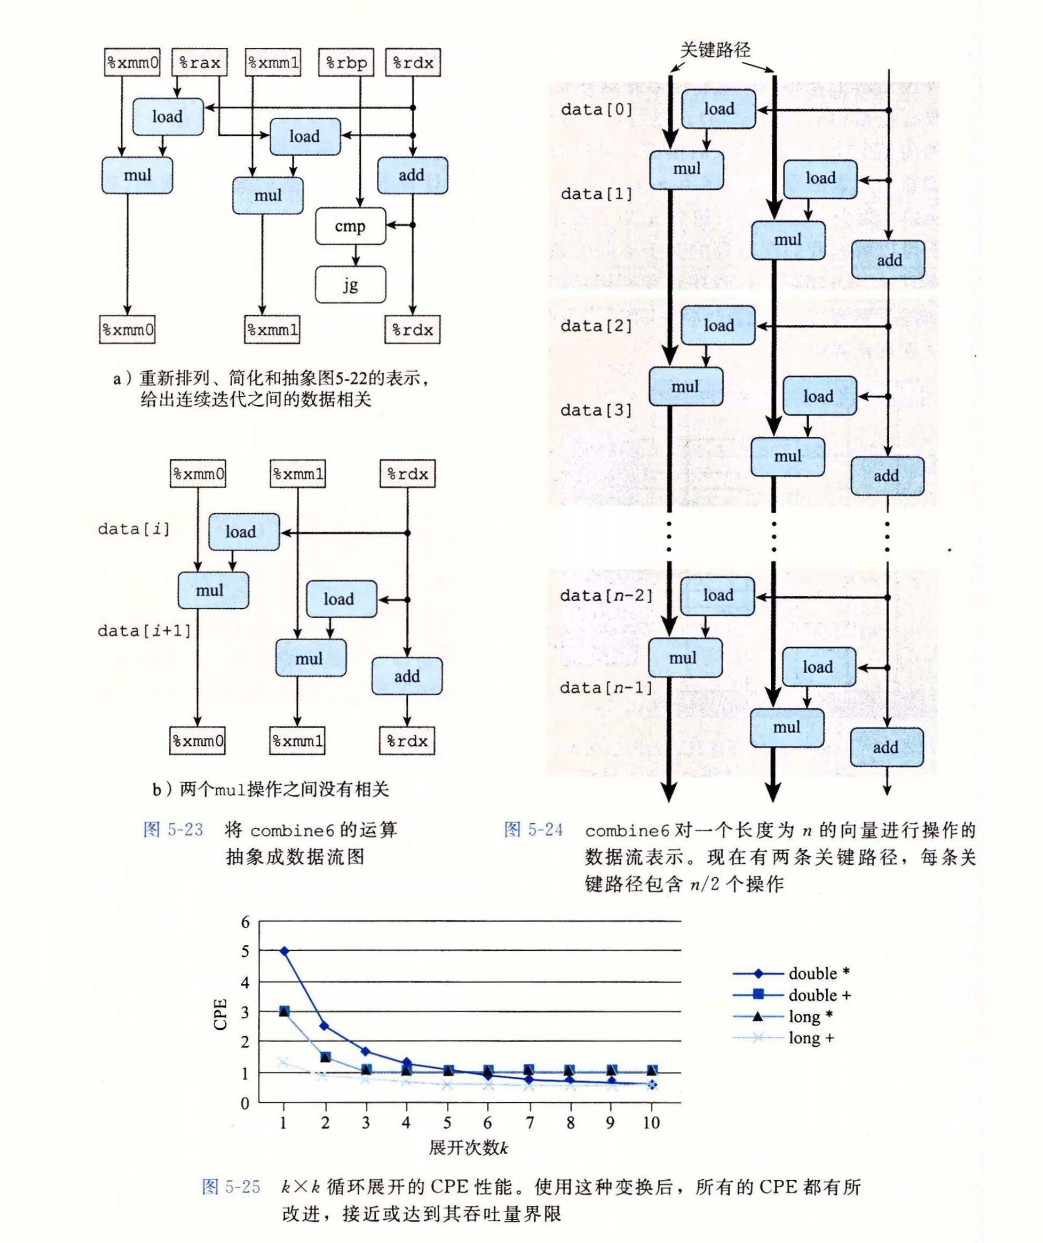 %xmm0 %rax %xmm1 %rbp %rdx
load
load
mul
mul
add
cmp
jg
%xmm0 %xmm1 %rdx
a）重新排列、简化和抽象图5-22的表示，
给出连续迭代之间的数据相关
%xmm0 %xmm1 %rdx
data[i]
load
mul
load
data[i+1]
mul
add
%xmm0 %xmm1 %rdx
b）两个mul操作之间没有相关
图 5-23 将 combine6 的运算
抽象成数据流图
关键路径
data[0]
load
mul
load
data[1]
mul
add
data[2]
load
mul
load
data[3]
mul
add
data[n-2]
load
mul
load
data[n-1]
mul
add
图 5-24 combine6 对一个长度为 n 的向量进行操作的
数据流表示。现在有两条关键路径，每条关
键路径包含 n/2 个操作
CPE
6
5
4
3
2
1
0
1 2 3 4 5 6 7 8 9 10
展开次数k
double *
double +
long *
long +
图 5-25 k×k 循环展开的 CPE 性能。使用这种变换后，所有的 CPE 都有所
改进，接近或达到其吞吐量界限